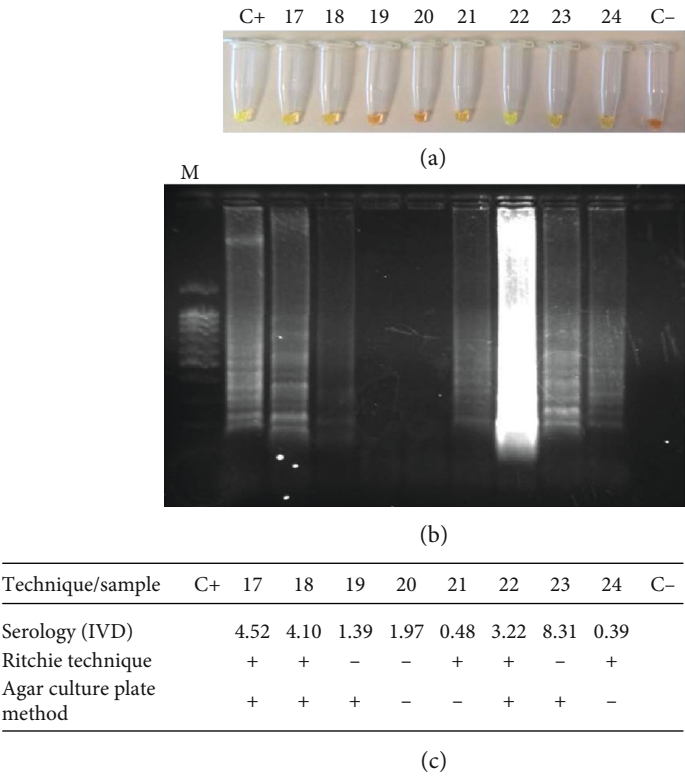 C+ 17 18 19 20 21 22 23 24 C–
(a)
M
(b)
Technique/sample C+ 17 18 19 20 21 22 23 24 C–
Serology (IVD) 4.52 4.10 1.39 1.97 0.48 3.22 8.31 0.39
Ritchie technique + + – – + + – +
Agar culture plate
method + + + – – + + –
(c)